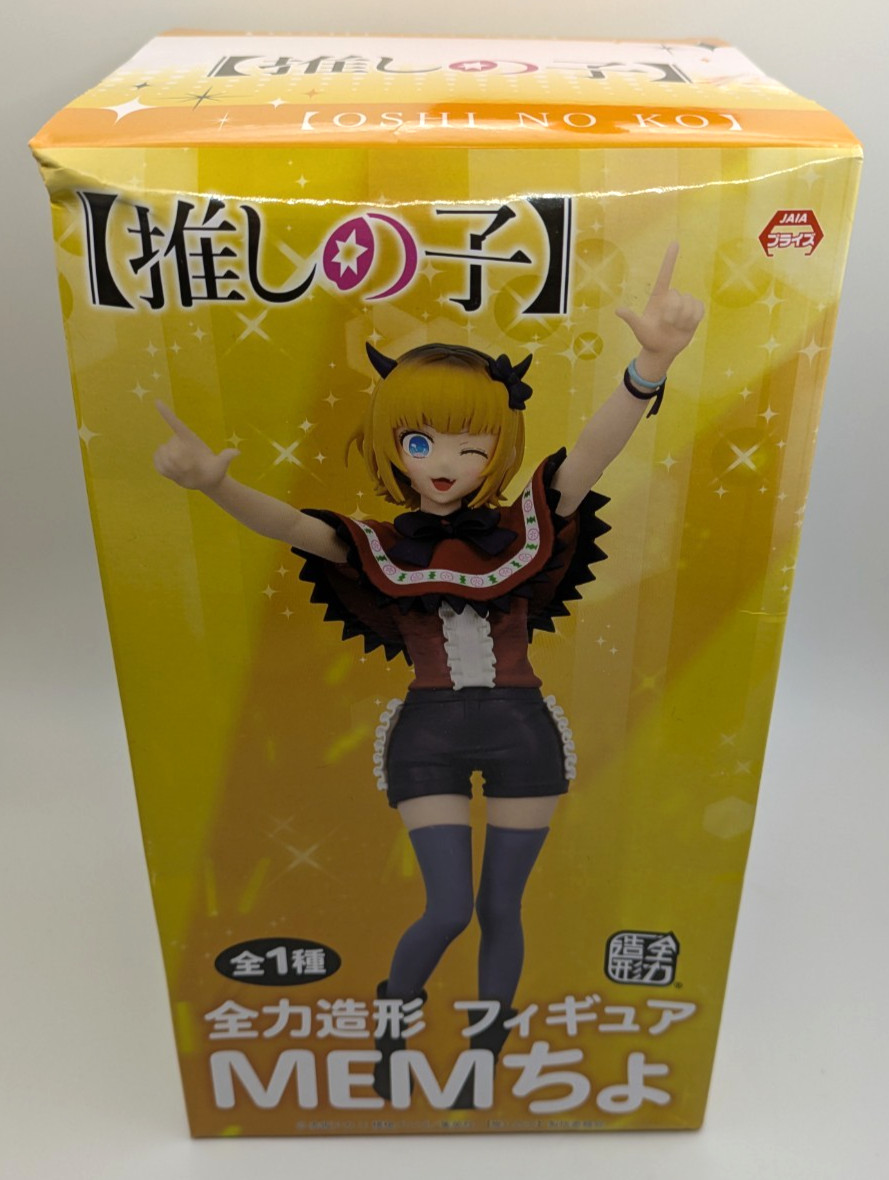 【推しの子】
【OSHI NO KO】
【推しの子】
JAIA
プライズ
全1種
全力造形
全力造形 フィギュア
MEMちょ